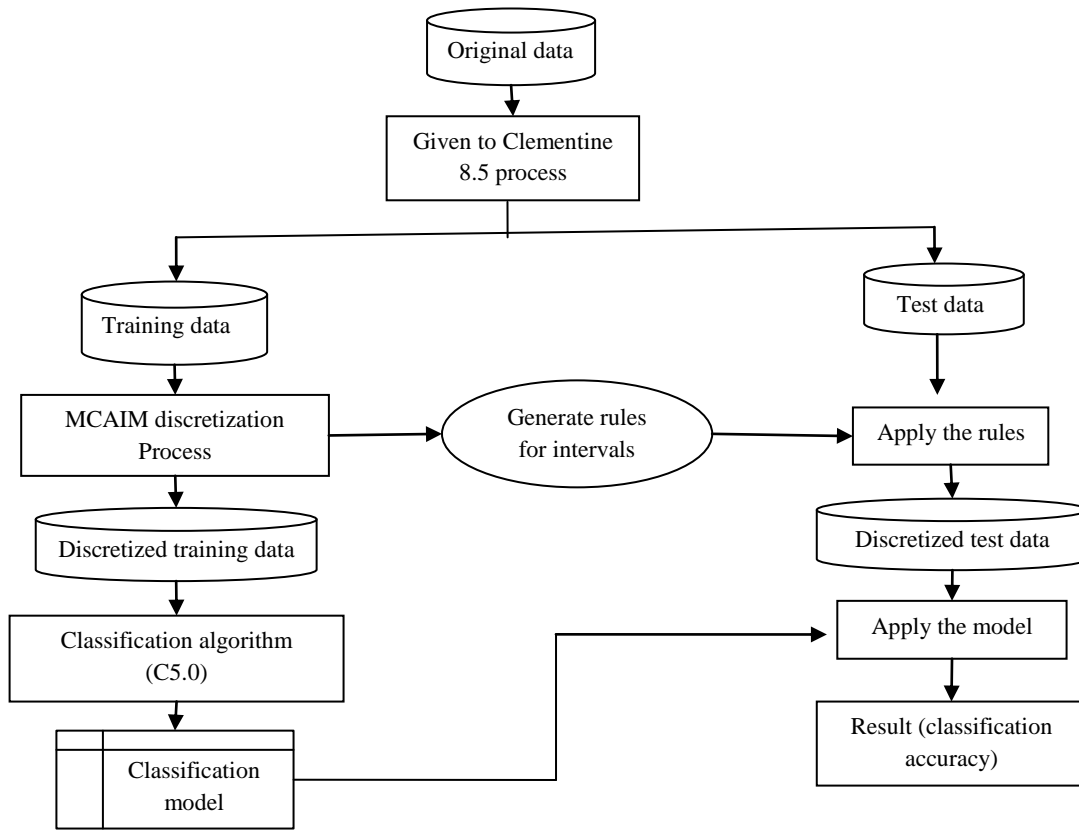 Original data
Given to Clementine
8.5 process
Training data
Test data
MCAIM discretization
Process
Generate rules
for intervals
Apply the rules
Discretized training data
Discretized test data
Classification algorithm
(C5.0)
Apply the model
Classification
model
Result (classification
accuracy)